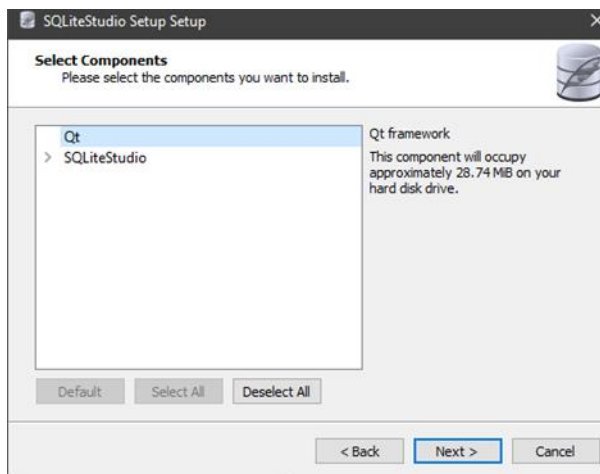 SQLiteStudio Setup Setup
Select Components
Please select the components you want to install.
Qt
SQLiteStudio
Qt framework
This component will occupy
approximately 28.74 MiB on your
hard disk drive.
Default
Select All
Deselect All
< Back
Next >
Cancel